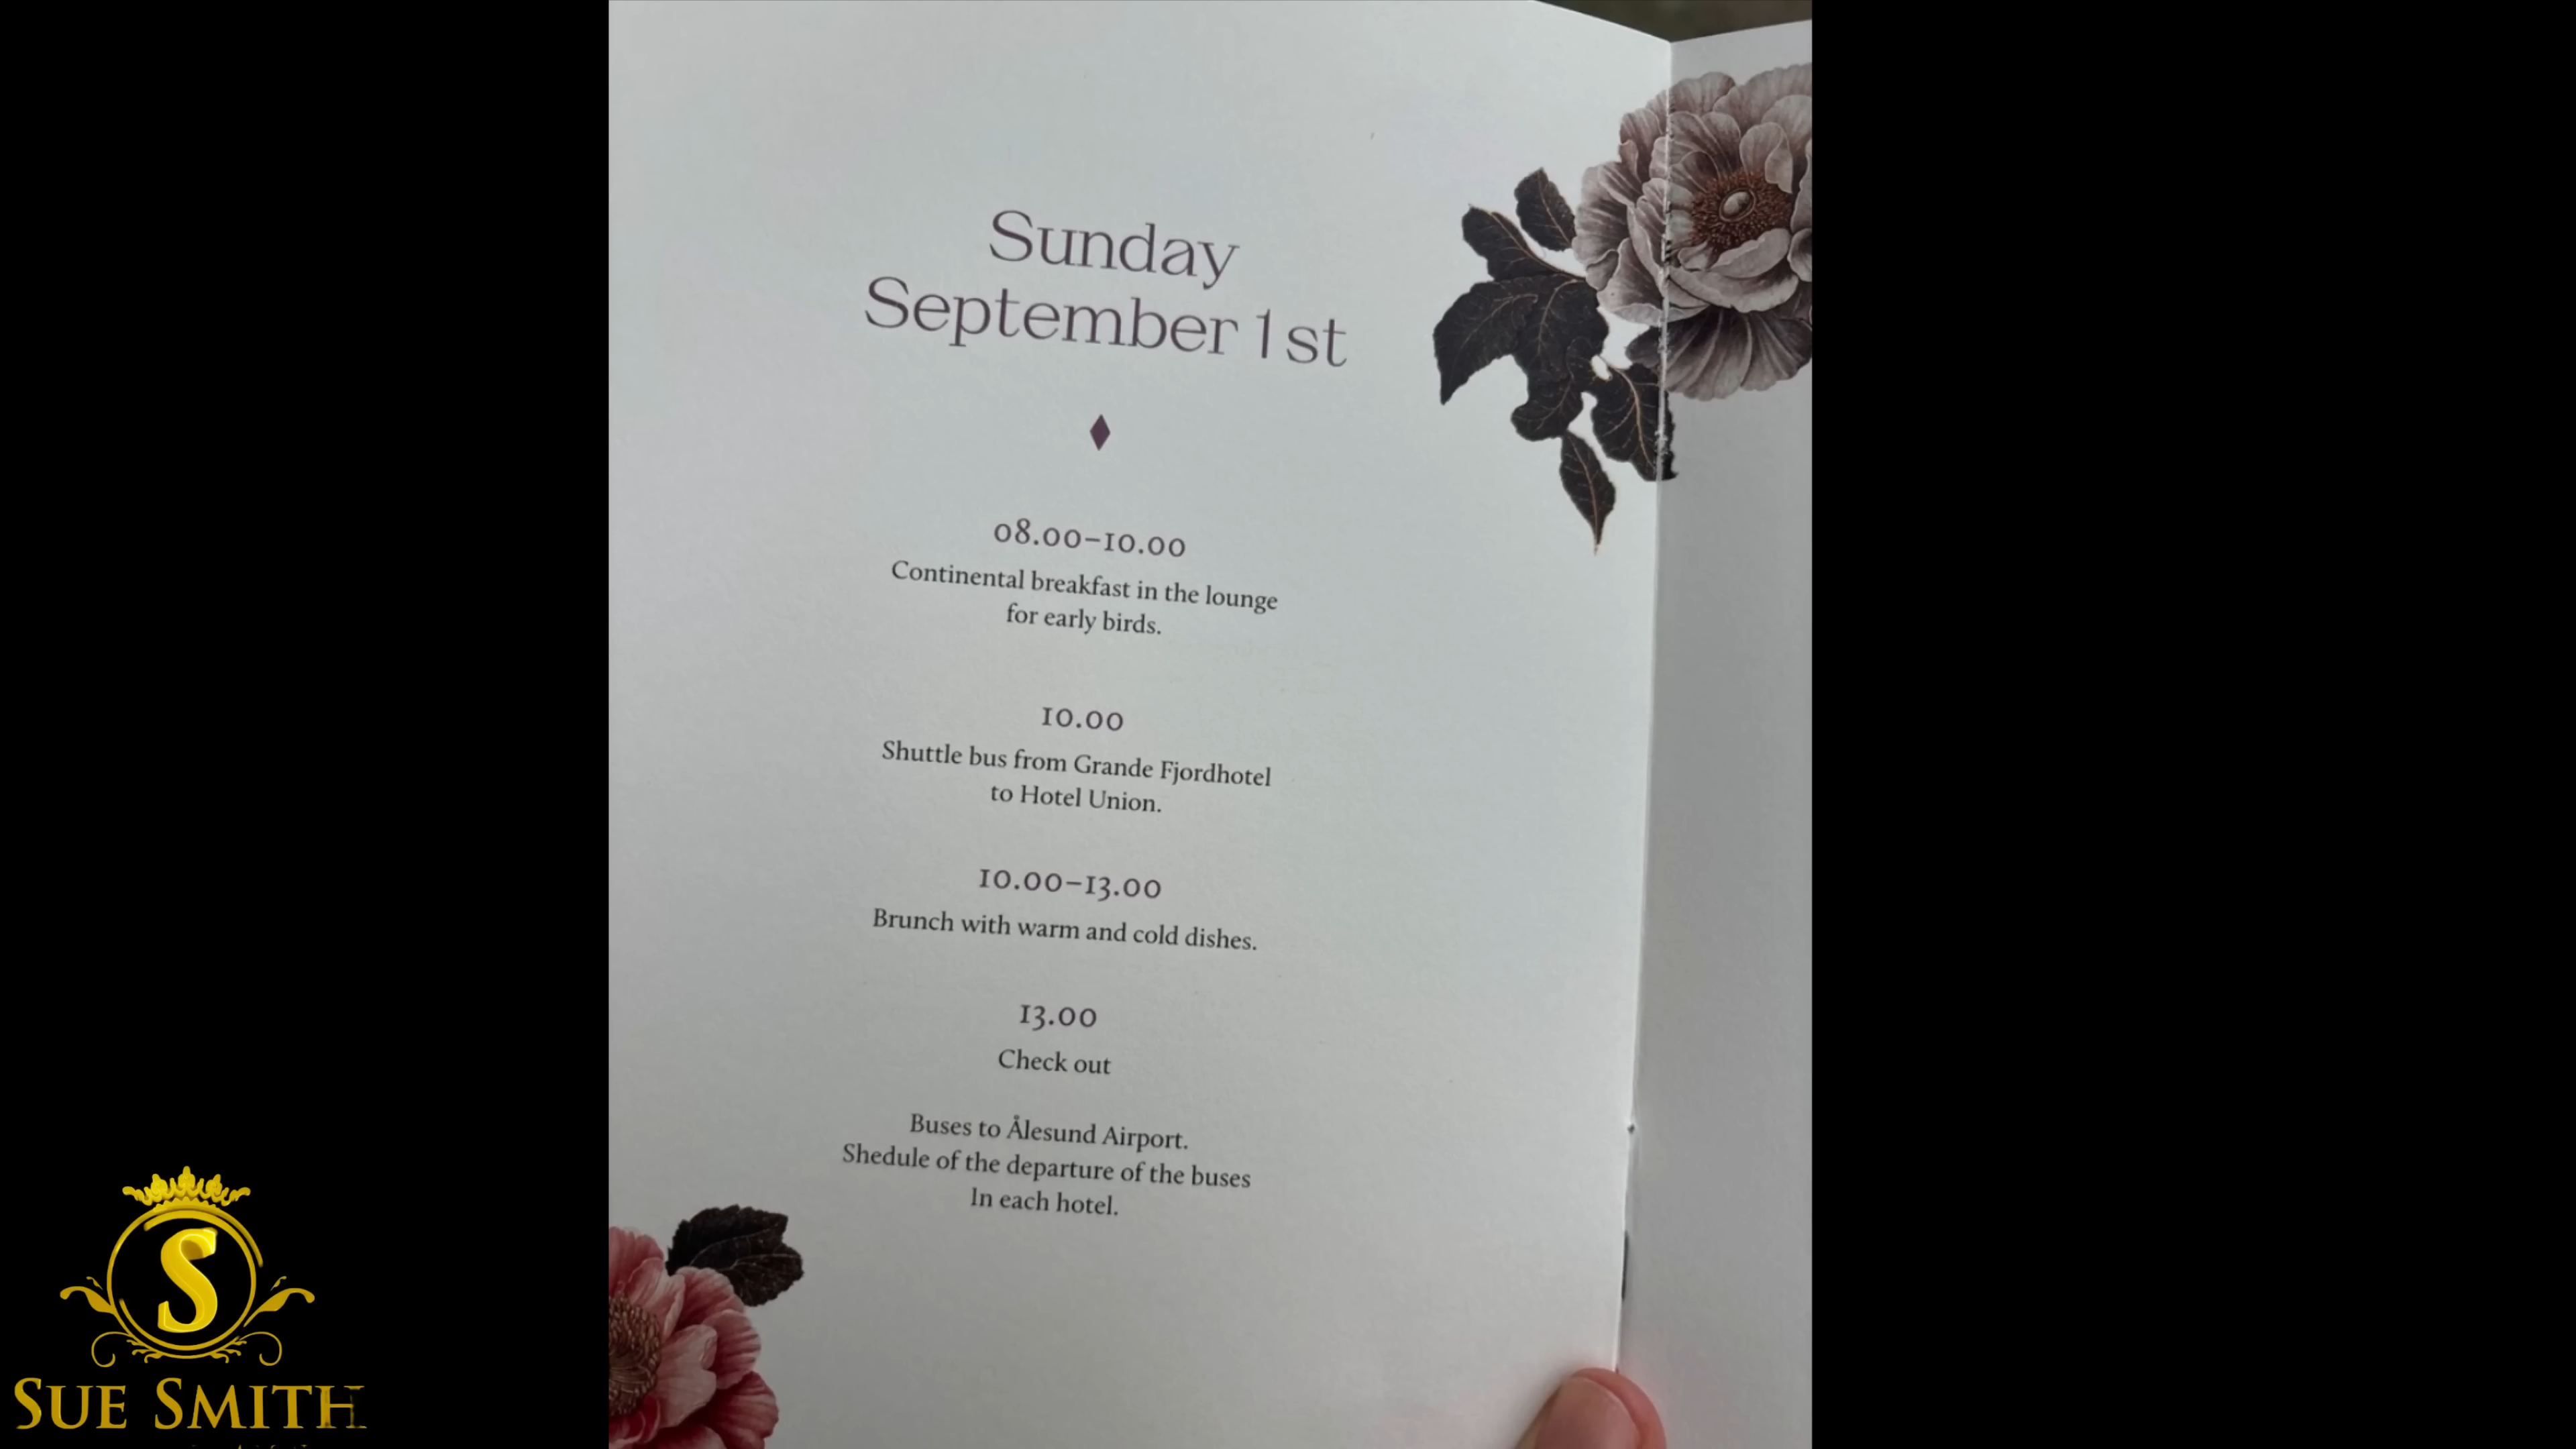 Sunday
September 1st
08.00–10.00
Continental breakfast in the lounge
for early birds.
10.00
Shuttle bus from Grande Fjordhotel
to Hotel Union.
10.00–13.00
Brunch with warm and cold dishes.
13.00
Check out
Buses to Ålesund Airport.
Shedule of the departure of the buses
In each hotel.
S
SUE SMITH